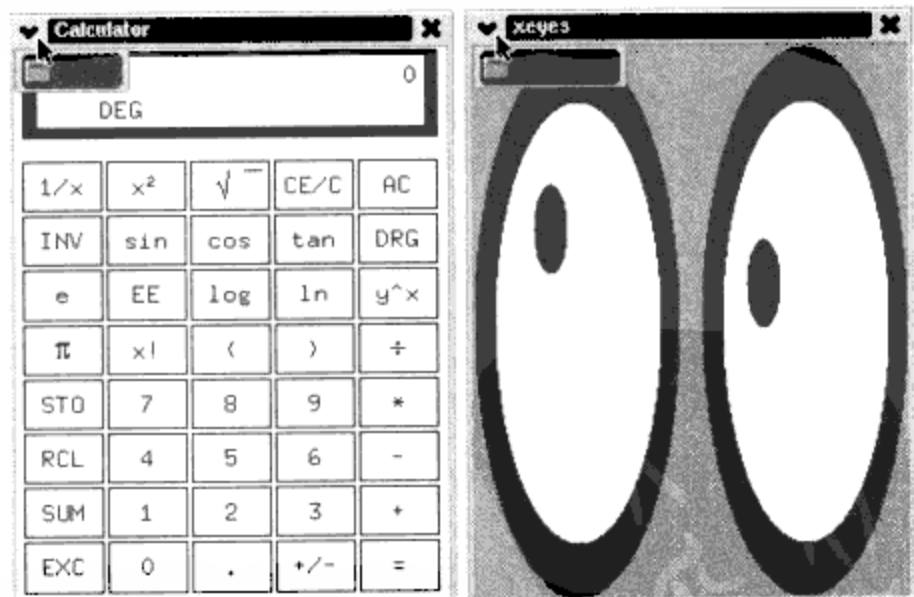 Calculator
xeyes
0
DEG
1/x x² √‾ CE/C AC
INV sin cos tan DRG
e EE log ln y^x
π x! ( ) ÷
STO 7 8 9 *
RCL 4 5 6 -
SUM 1 2 3 +
EXC 0 . +/- =